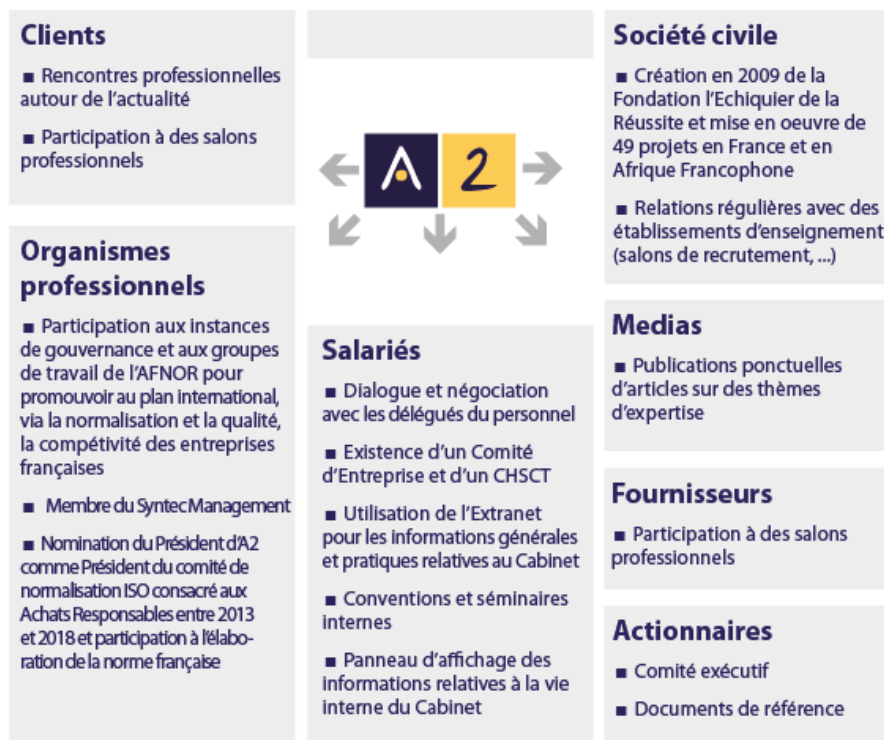 Clients
■ Rencontres professionnelles
autour de l'actualité
■ Participation à des salons
professionnels
Organismes
professionnels
■ Participation aux instances
de gouvernance et aux groupes
de travail de l'AFNOR pour
promouvoir au plan international,
via la normalisation et la qualité,
la compétivité des entreprises
françaises
■ Membre du Syntec Management
■ Nomination du Président d'A2
comme Président du comité de
normalisation ISO consacré aux
Achats Responsables entre 2013
et 2018 et participation à l'élabo-
ration de la norme française
A 2
Salariés
■ Dialogue et négociation
avec les délégués du personnel
■ Existence d'un Comité
d'Entreprise et d'un CHSCT
■ Utilisation de l'Extranet
pour les informations générales
et pratiques relatives au Cabinet
■ Conventions et séminaires
internes
■ Panneau d'affichage des
informations relatives à la vie
interne du Cabinet
Société civile
■ Création en 2009 de la
Fondation l'Echiquier de la
Réussite et mise en oeuvre de
49 projets en France et en
Afrique Francophone
■ Relations régulières avec des
établissements d'enseignement
(salons de recrutement, ...)
Medias
■ Publications ponctuelles
d'articles sur des thèmes
d'expertise
Fournisseurs
■ Participation à des salons
professionnels
Actionnaires
■ Comité exécutif
■ Documents de référence